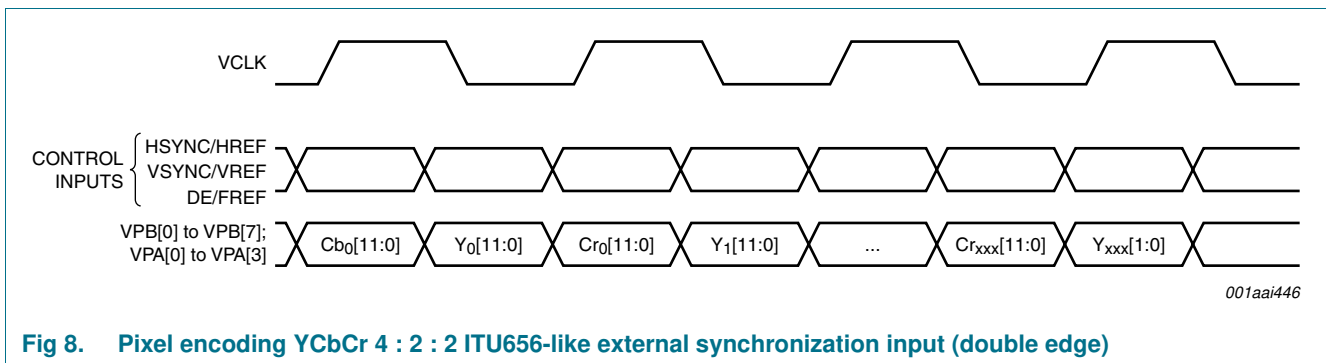 VCLK
CONTROL
INPUTS
HSYNC/HREF
VSYNC/VREF
DE/FREF
VPB[0] to VPB[7];
VPA[0] to VPA[3]
Cb0[11:0] Y0[11:0] Cr0[11:0] Y1[11:0] ... Crxxx[11:0] Yxxx[1:0]
001aai446
Fig 8. Pixel encoding YCbCr 4 : 2 : 2 ITU656-like external synchronization input (double edge)